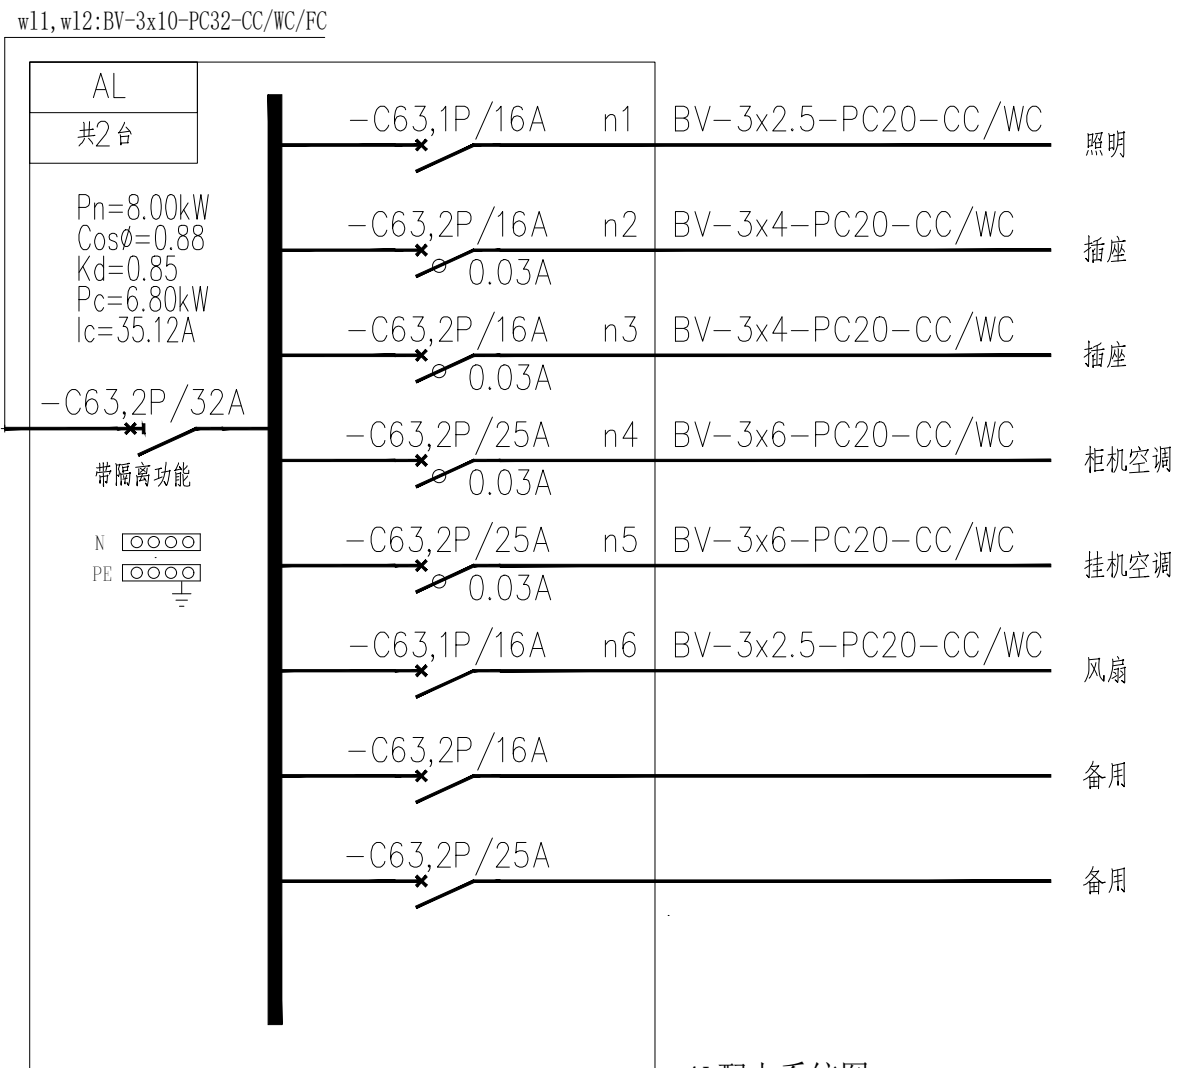 wl1,wl2:BV-3x10-PC32-CC/WC/FC
AL
共2台
Pn=8.00kW
Cosø=0.88
Kd=0.85
Pc=6.80kW
Ic=35.12A
-C63,2P/32A
带隔离功能
N
PE
-C63,1P/16A n1 BV-3x2.5-PC20-CC/WC 照明
-C63,2P/16A n2 BV-3x4-PC20-CC/WC 插座
0.03A
-C63,2P/16A n3 BV-3x4-PC20-CC/WC 插座
0.03A
-C63,2P/25A n4 BV-3x6-PC20-CC/WC 柜机空调
0.03A
-C63,2P/25A n5 BV-3x6-PC20-CC/WC 挂机空调
0.03A
-C63,1P/16A n6 BV-3x2.5-PC20-CC/WC 风扇
-C63,2P/16A 备用
-C63,2P/25A 备用